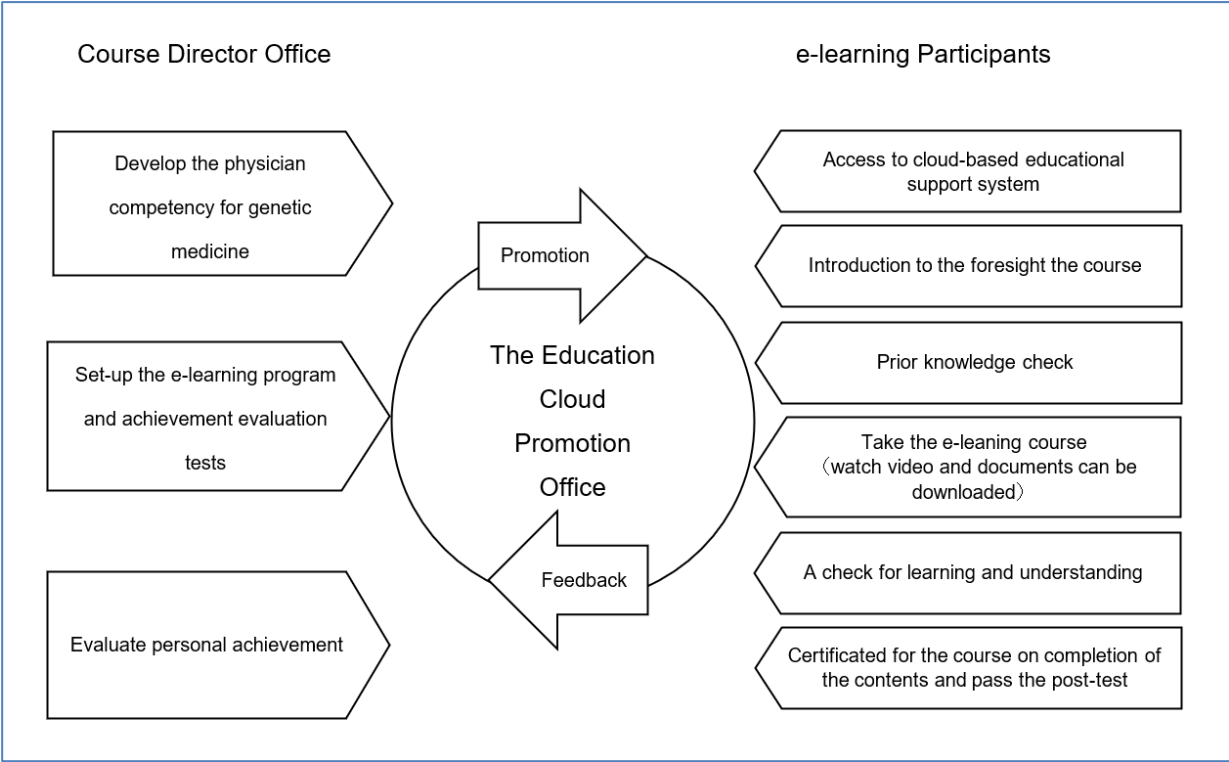 Course Director Office
e-learning Participants
Develop the physician
competency for genetic
medicine
Set-up the e-learning program
and achievement evaluation
tests
Evaluate personal achievement
Promotion
The Education
Cloud
Promotion
Office
Feedback
Access to cloud-based educational
support system
Introduction to the foresight the course
Prior knowledge check
Take the e-leaning course
（watch video and documents can be
downloaded）
A check for learning and understanding
Certificated for the course on completion of
the contents and pass the post-test